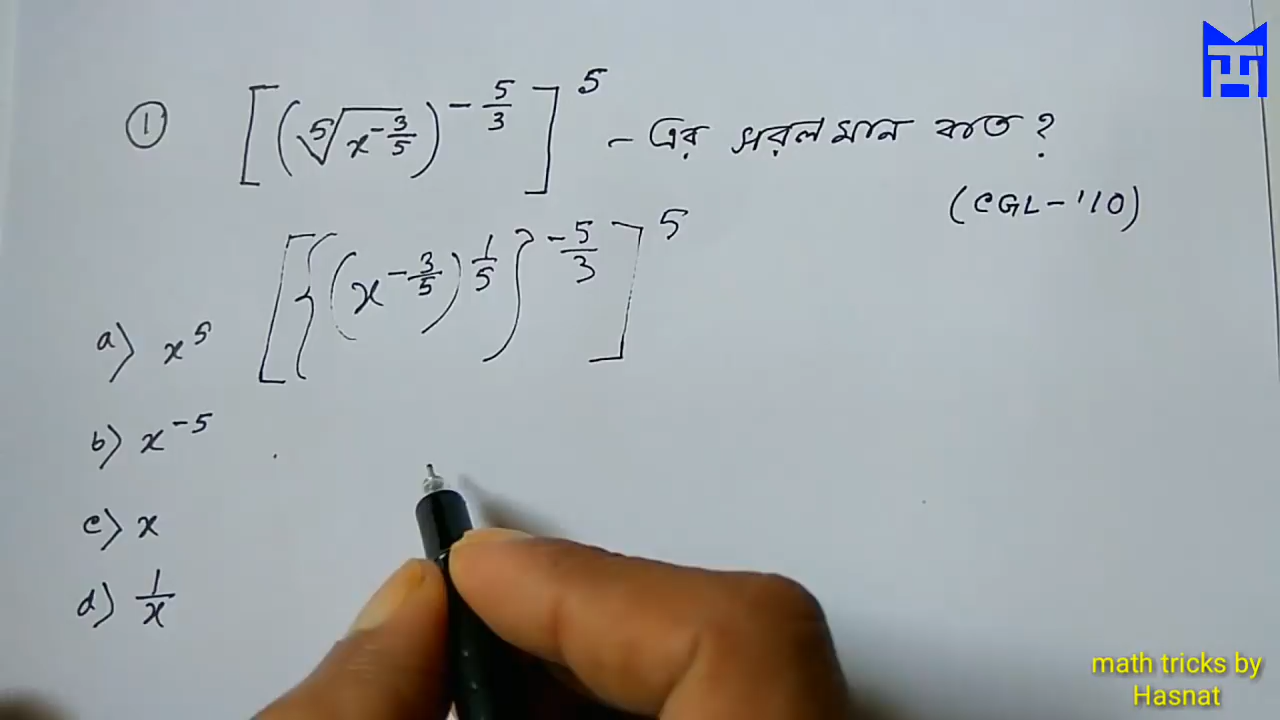 ① [(⁵√x^-3/5)^-5/3]^5 - এর সরল মান কত ?
(CGL-'10)
[{(x^-3/5)^1/5}^-5/3]^5
a) x^5
b) x^-5
c) x
d) 1/x
math tricks by
Hasnat